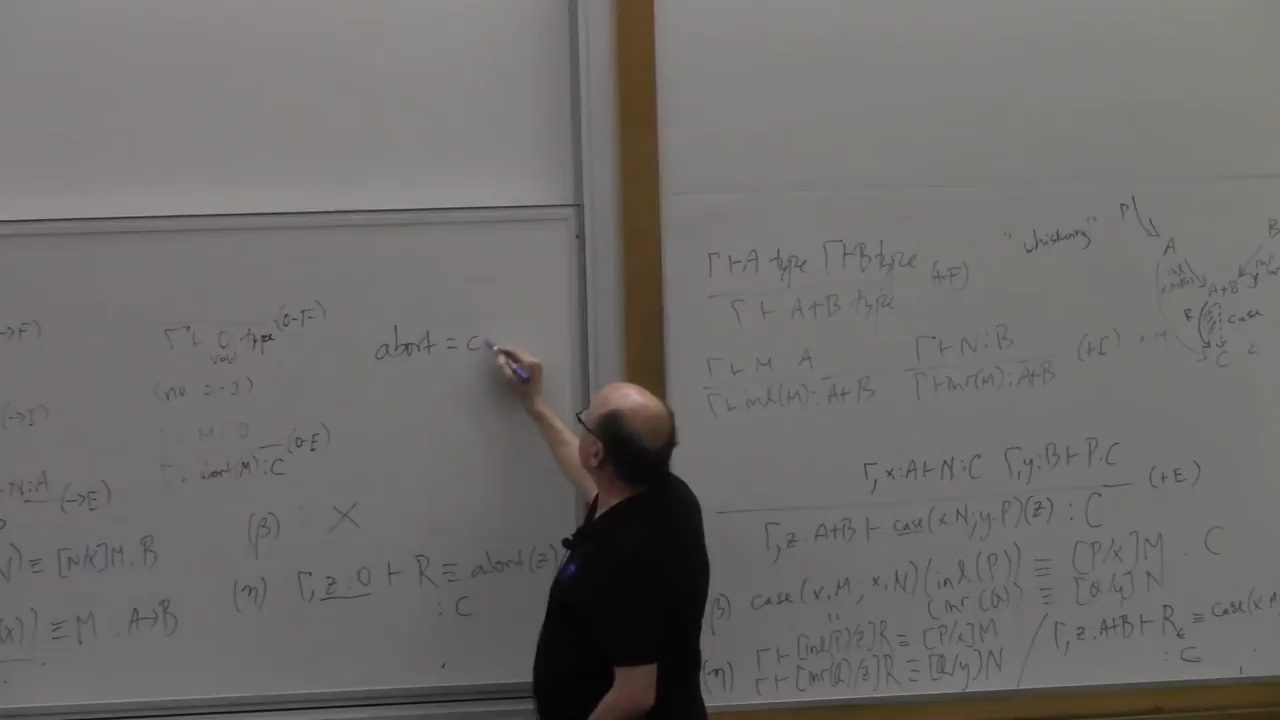 →F)
Γ ⊢ 0 type (0-F)
void
(no 0-I)
(→I)
M : 0
abort(M) : C (0-E)
N : A (→E)
≡ [N/x]M : B
≡ M : A→B
(β) X
(η) Γ, z : 0 ⊢ R ≡ abort(z)
: C
abort = c
Γ ⊢ A type Γ ⊢ B type (+F)
Γ ⊢ A+B type
Γ ⊢ M : A Γ ⊢ N : B (+I)
Γ ⊢ inl(M) : A+B Γ ⊢ inr(M) : A+B
"whiskering"
P
A
B
A+B
R case
C
Γ, x : A ⊢ N : C Γ, y : B ⊢ P : C (+E)
Γ, z : A+B ⊢ case(x.N; y.P)(z) : C
β) case(x.M; x.N)(inl(P)) ≡ [P/x]M : C
(inr(Q)) ≡ [Q/y]N
(η) Γ ⊢ [inl(P)/z]R ≡ [P/x]M
Γ ⊢ [inr(Q)/z]R ≡ [Q/y]N
Γ, z : A+B ⊢ R ≡ case(x.M
: C